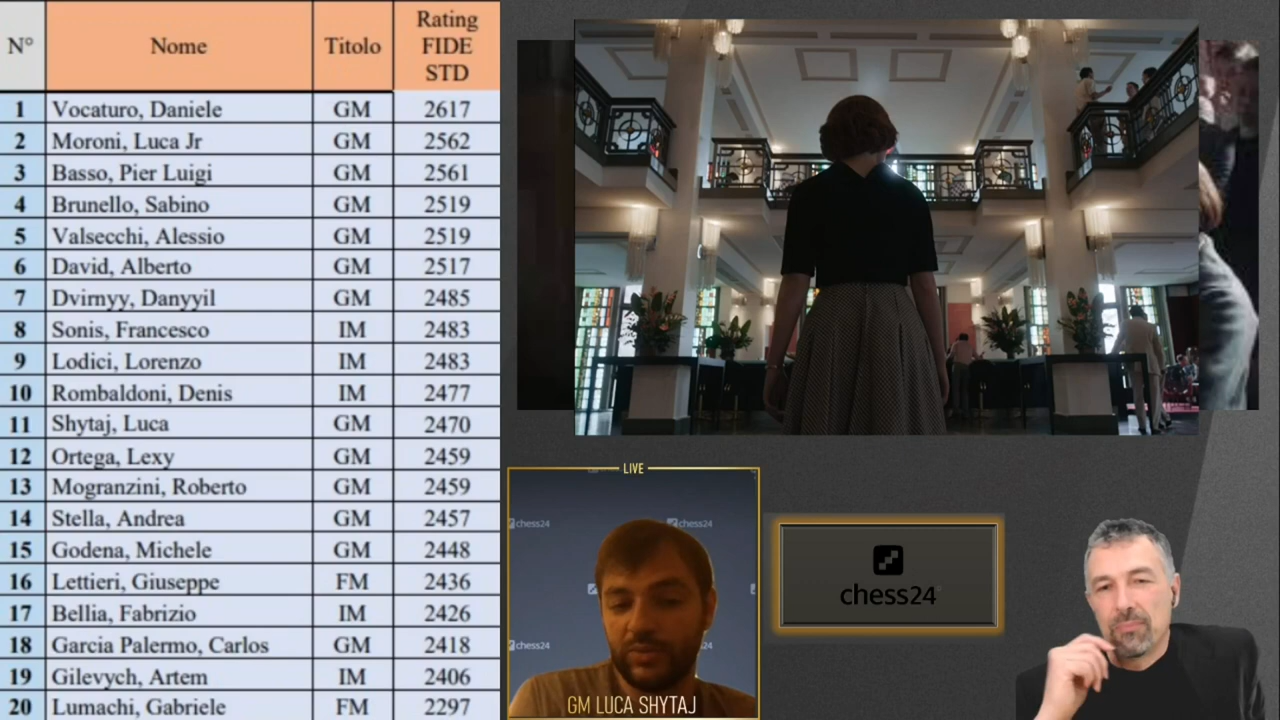 N° Nome Titolo Rating FIDE STD
1 Vocaturo, Daniele GM 2617
2 Moroni, Luca Jr GM 2562
3 Basso, Pier Luigi GM 2561
4 Brunello, Sabino GM 2519
5 Valsecchi, Alessio GM 2519
6 David, Alberto GM 2517
7 Dvirnyy, Danyyil GM 2485
8 Sonis, Francesco IM 2483
9 Lodici, Lorenzo IM 2483
10 Rombaldoni, Denis IM 2477
11 Shytaj, Luca GM 2470
12 Ortega, Lexy GM 2459
13 Mogranzini, Roberto GM 2459
14 Stella, Andrea GM 2457
15 Godena, Michele GM 2448
16 Lettieri, Giuseppe FM 2436
17 Bellia, Fabrizio IM 2426
18 Garcia Palermo, Carlos GM 2418
19 Gilevych, Artem IM 2406
20 Lumachi, Gabriele FM 2297
LIVE
chess24 chess24
chess24
GM LUCA SHYTAJ
chess24